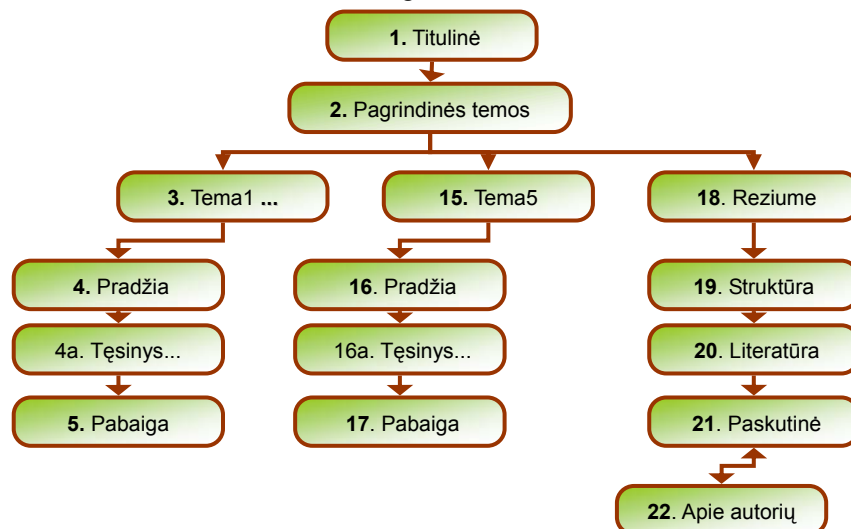 1. Titulinė
2. Pagrindinės temos
3. Tema1 ...
15. Tema5
18. Reziume
4. Pradžia
16. Pradžia
19. Struktūra
4a. Tęsinys...
16a. Tęsinys...
20. Literatūra
5. Pabaiga
17. Pabaiga
21. Paskutinė
22. Apie autorių